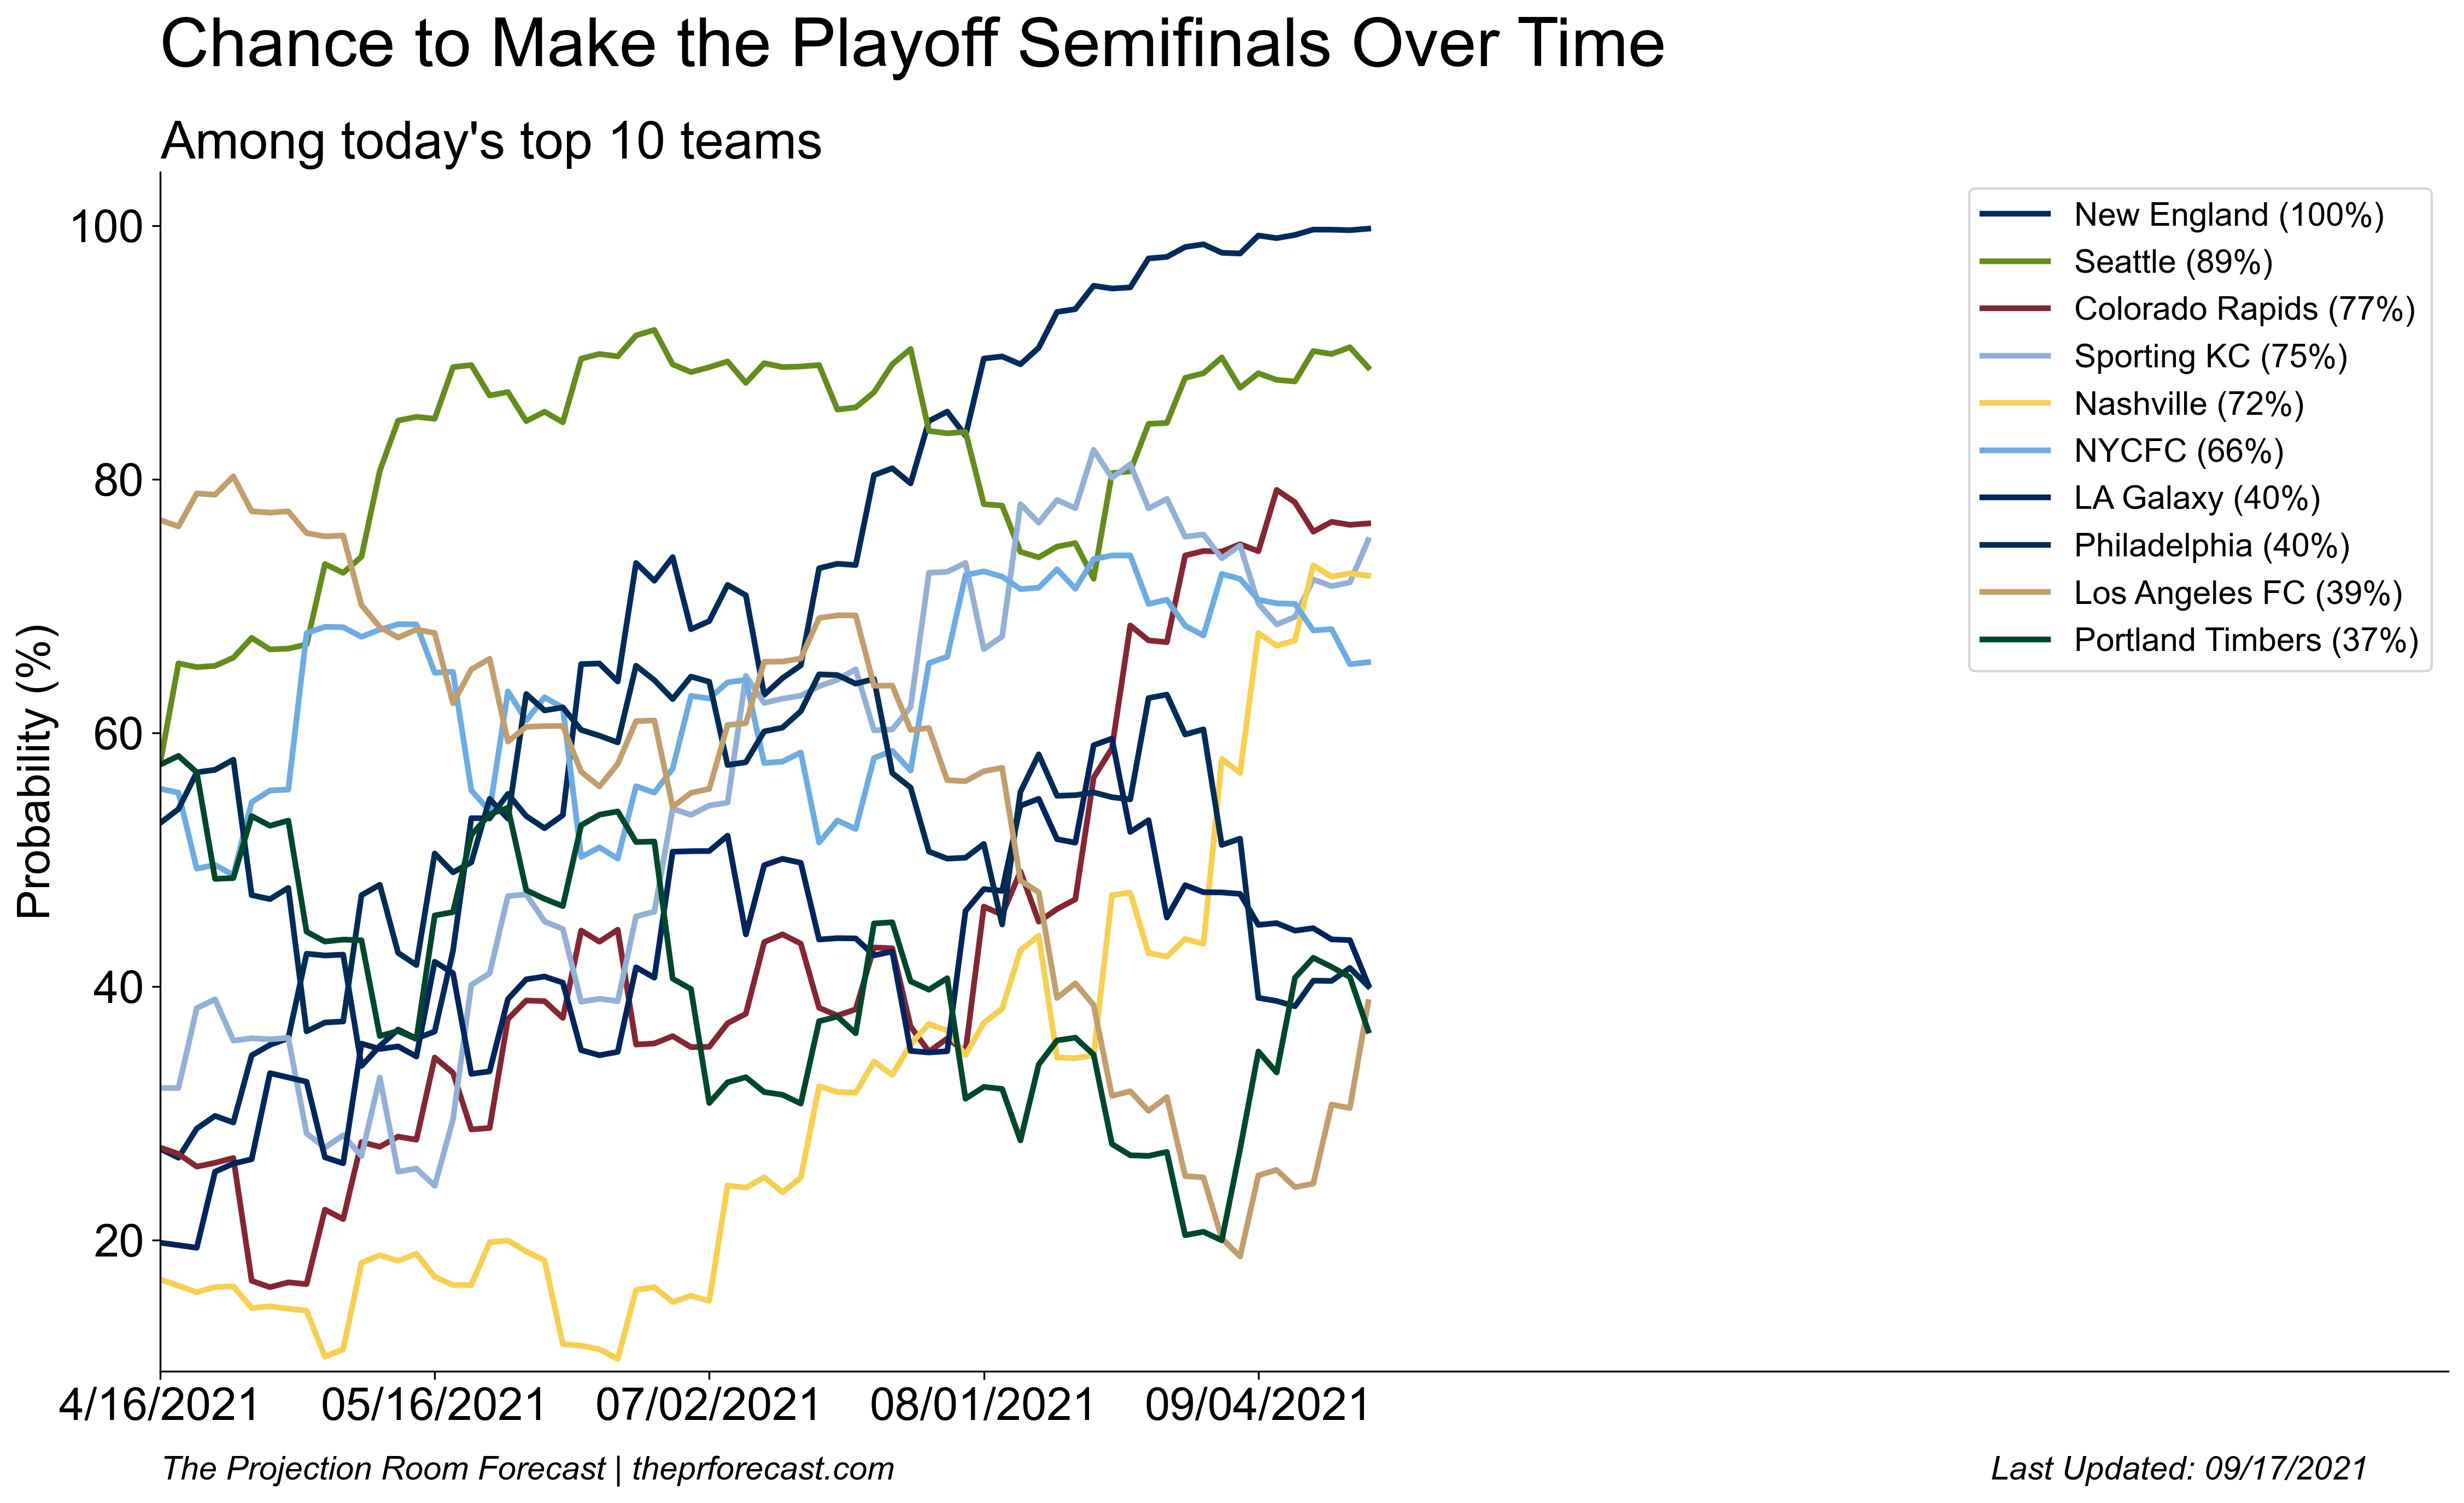 Chance to Make the Playoff Semifinals Over Time
Among today's top 10 teams
Probability (%)
100
80
60
40
20
New England (100%)
Seattle (89%)
Colorado Rapids (77%)
Sporting KC (75%)
Nashville (72%)
NYCFC (66%)
LA Galaxy (40%)
Philadelphia (40%)
Los Angeles FC (39%)
Portland Timbers (37%)
4/16/2021 05/16/2021 07/02/2021 08/01/2021 09/04/2021
The Projection Room Forecast | theprforecast.com
Last Updated: 09/17/2021